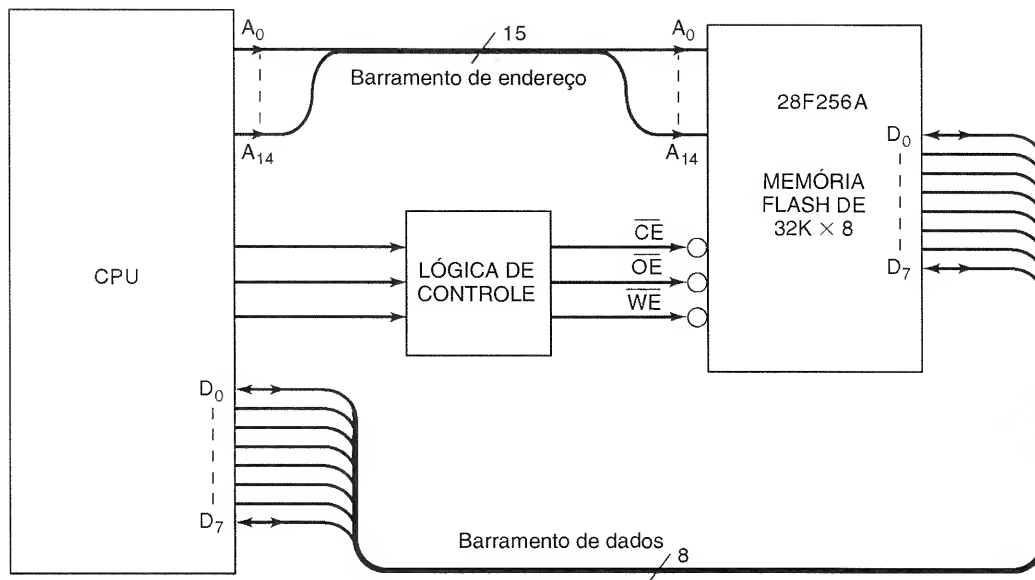 A0
15
A0
Barramento de endereço
28F256A
A14
A14
D0
MEMÓRIA
FLASH DE
32K × 8
CE
LÓGICA DE
CONTROLE
OE
D7
CPU
WE
D0
D7
Barramento de dados
8